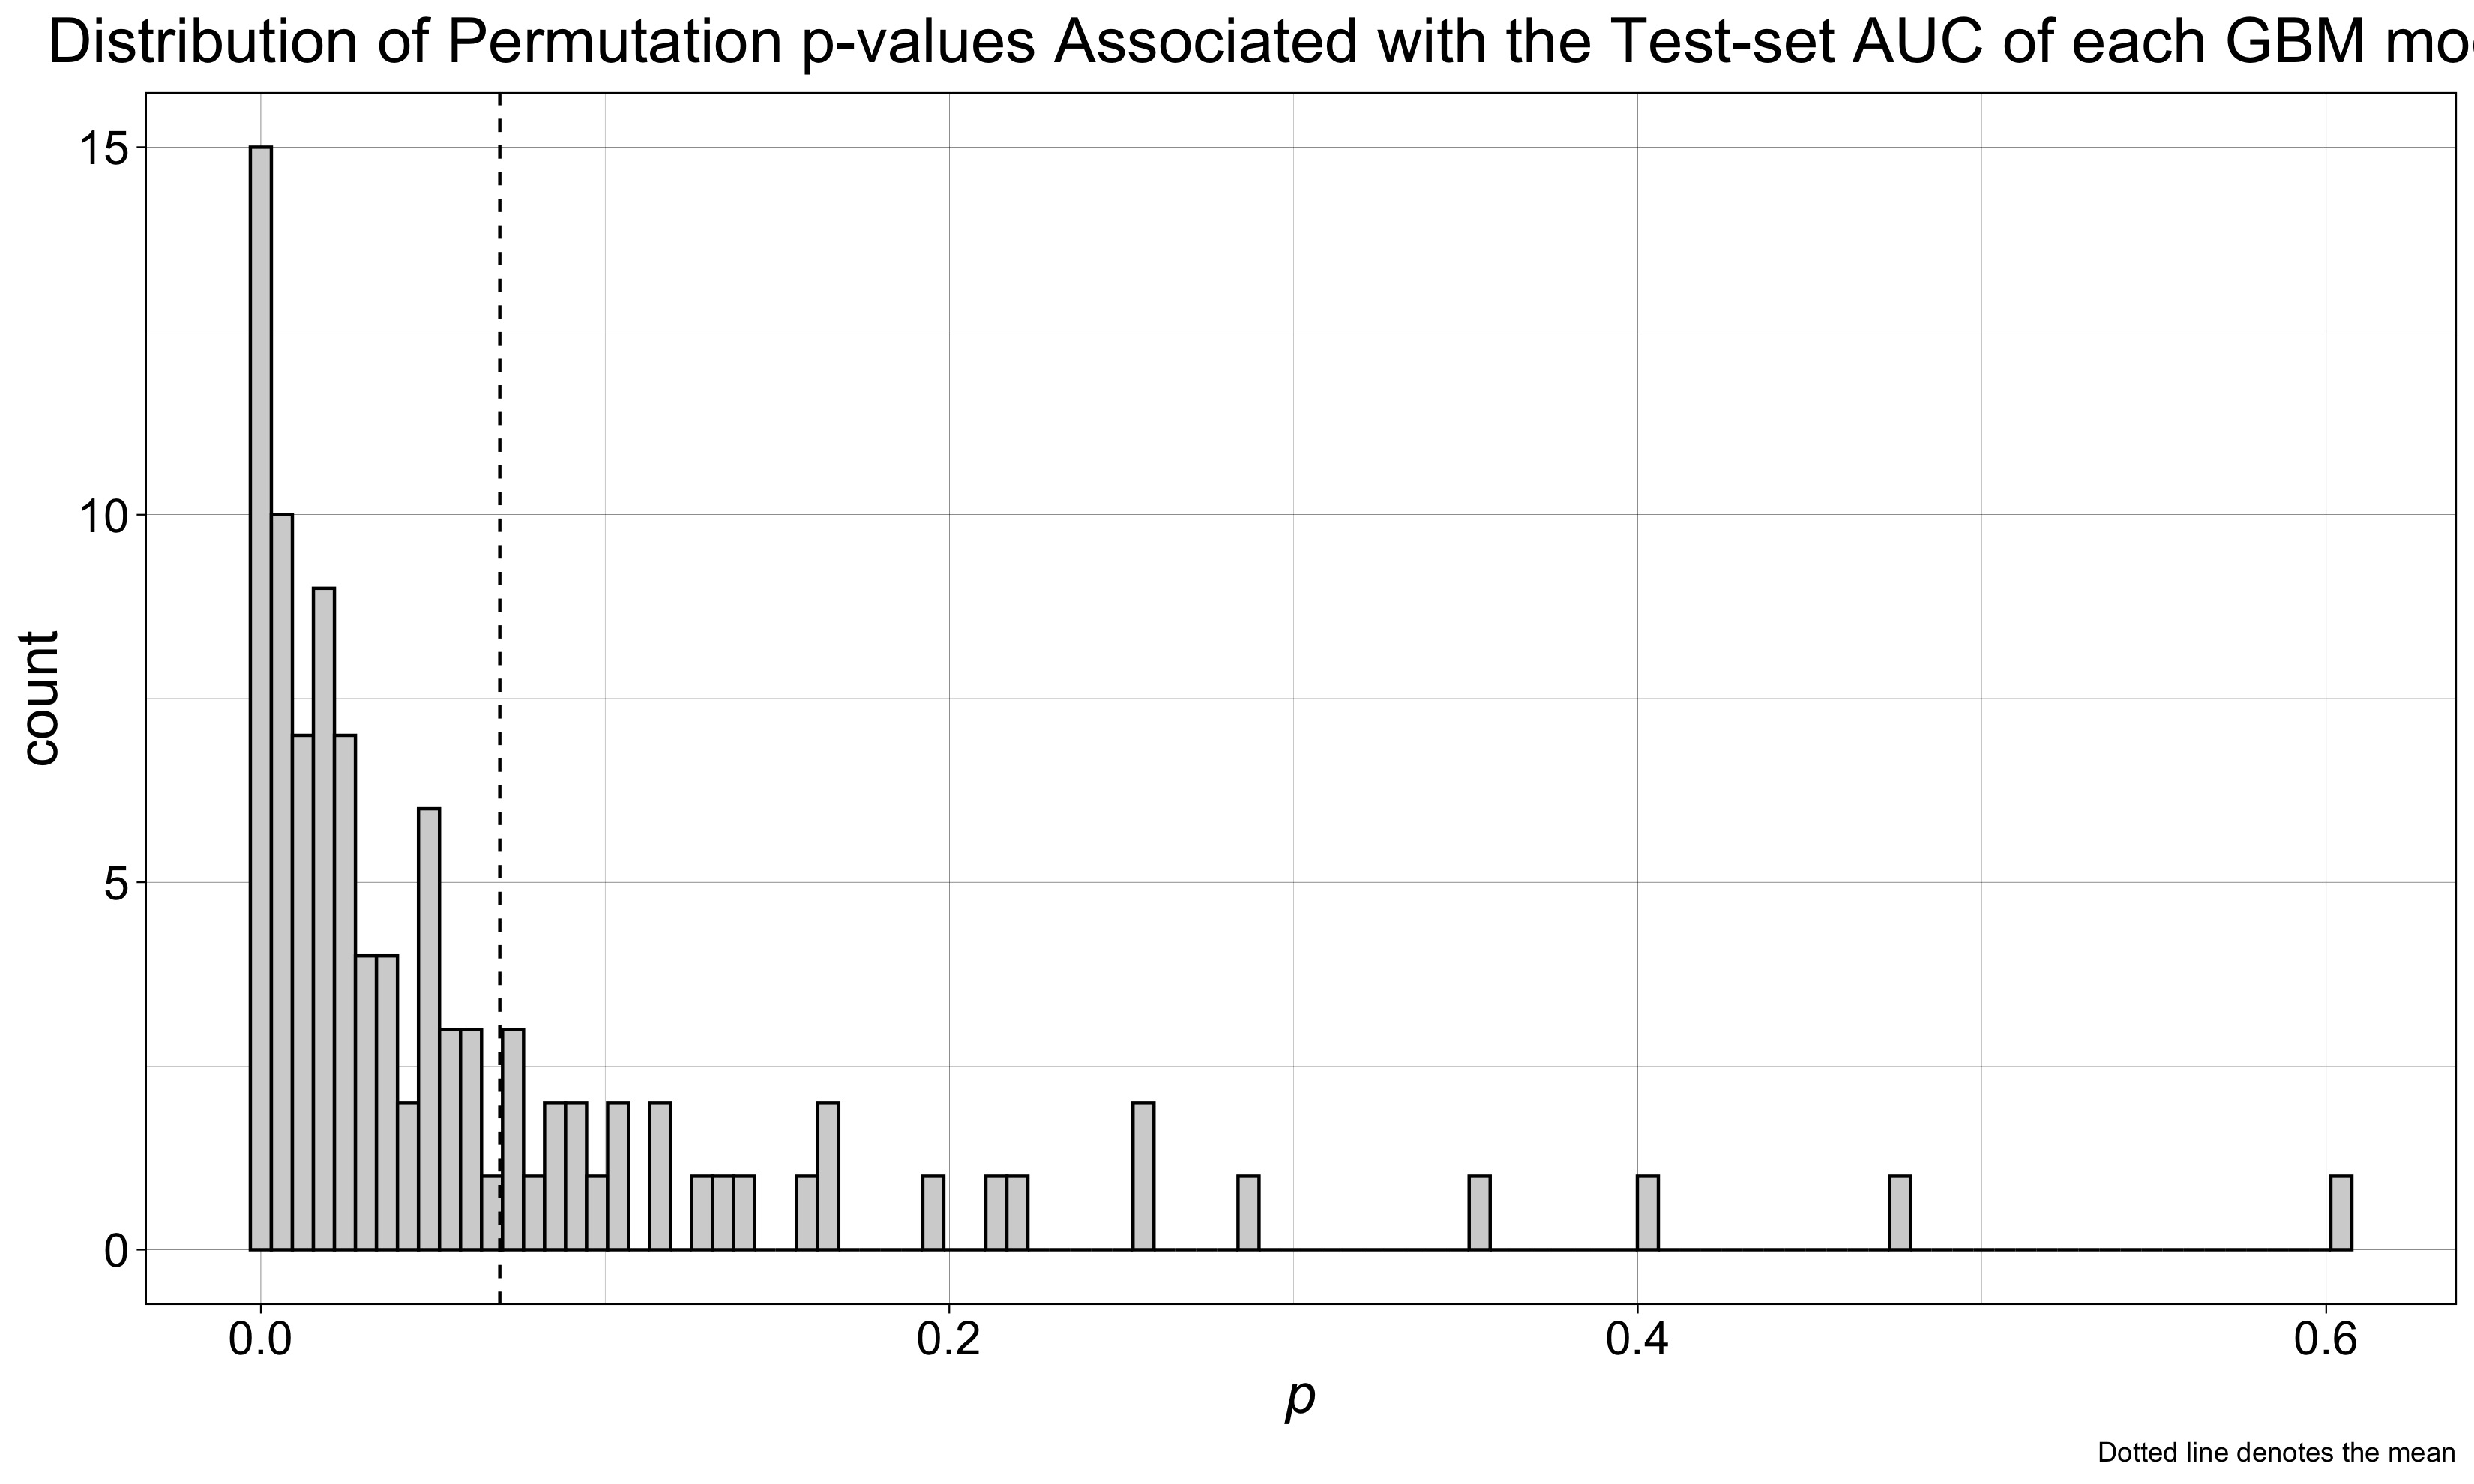 Distribution of Permutation p-values Associated with the Test-set AUC of each GBM
15
10
5
0
count
0.0 0.2 0.4 0.6
p
Dotted line denotes the mean